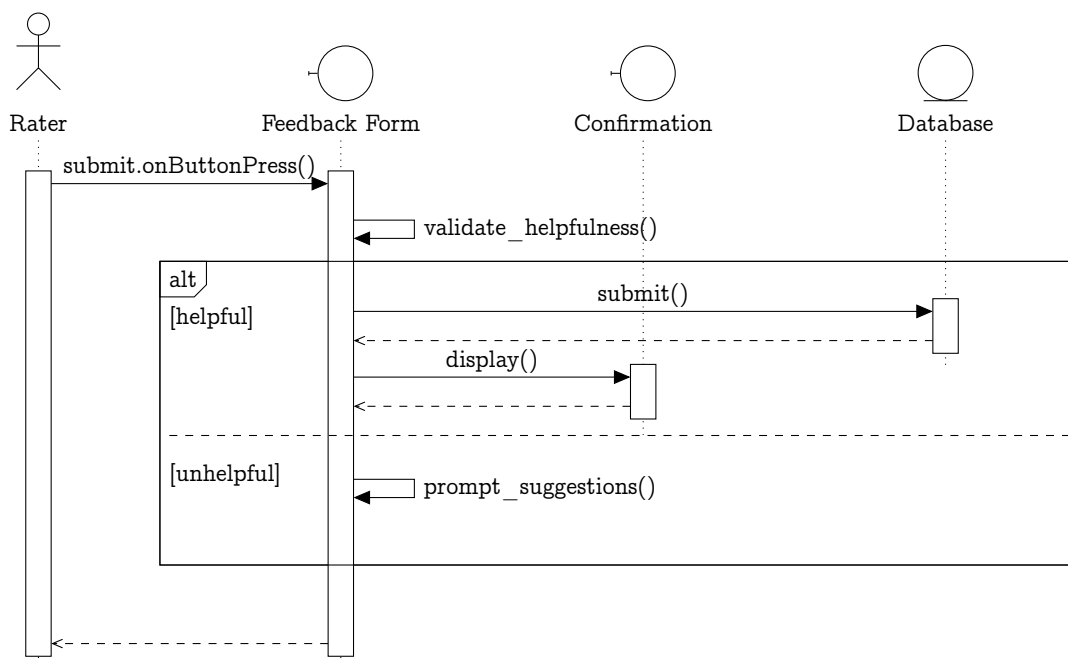 Rater
Feedback Form
Confirmation
Database
submit.onButtonPress()
validate_helpfulness()
alt
submit()
[helpful]
display()
[unhelpful]
prompt_suggestions()